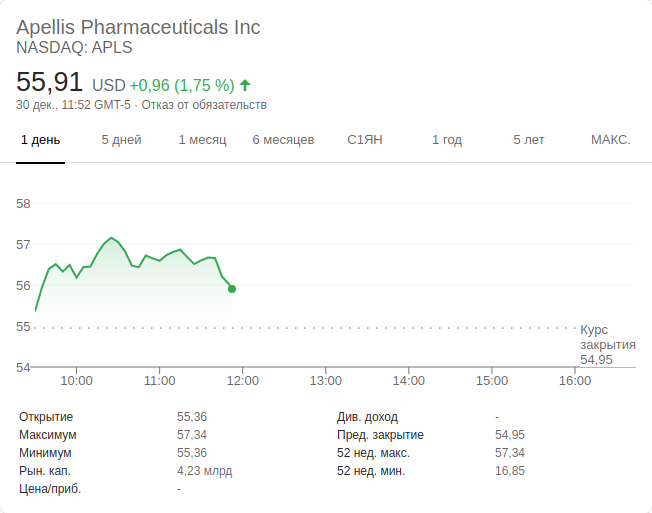 Apellis Pharmaceuticals Inc
NASDAQ: APLS
55,91 USD +0,96 (1,75 %)
30 дек., 11:52 GMT-5 · Отказ от обязательств
1 день 5 дней 1 месяц 6 месяцев С1ЯН 1 год 5 лет МАКС.
58
57
56
55
54
Курс
закрытия
54,95
10:00 11:00 12:00 13:00 14:00 15:00 16:00
Открытие 55,36 Див. доход -
Максимум 57,34 Пред. закрытие 54,95
Минимум 55,36 52 нед. макс. 57,34
Рын. кап. 4,23 млрд 52 нед. мин. 16,85
Цена/приб. -